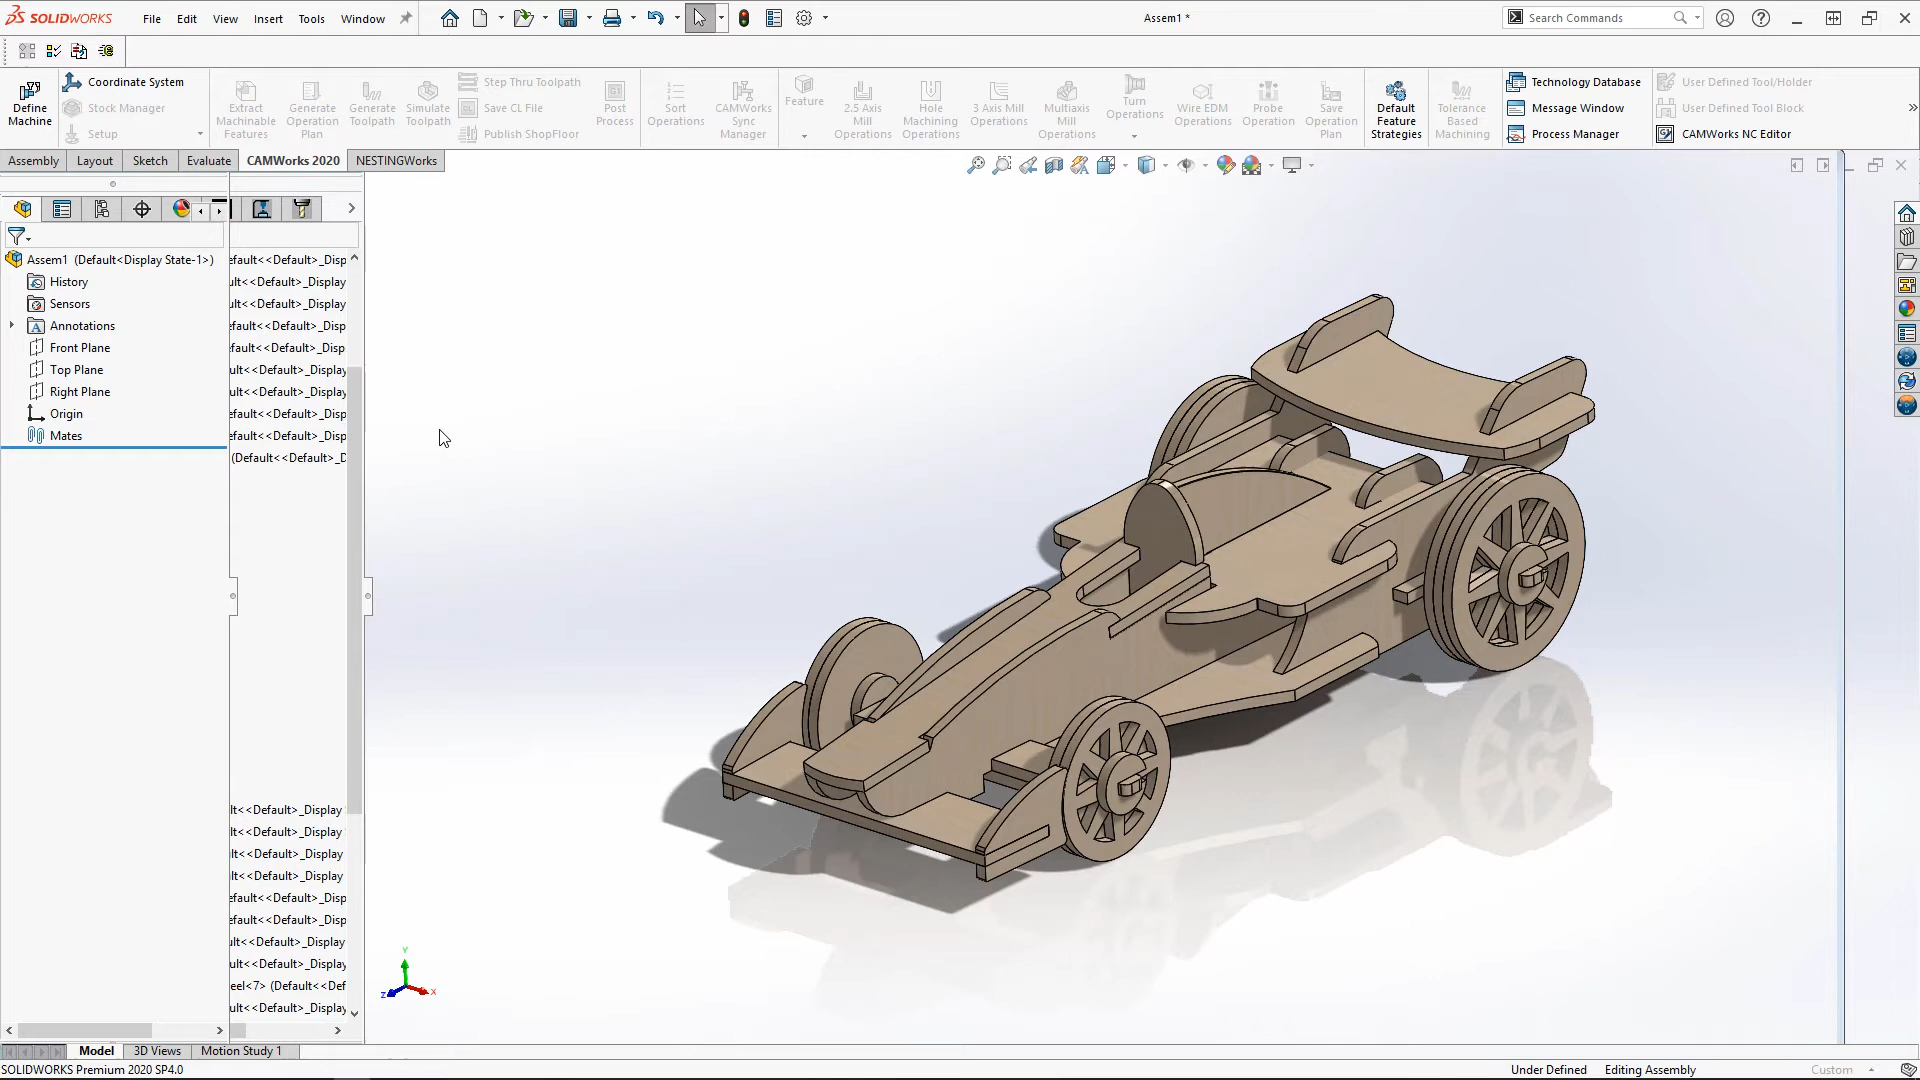 SOLIDWORKS File Edit View Insert Tools Window Assem1 * Search Commands
Define Machine
Coordinate System
Stock Manager
Setup
Extract Machinable Features
Generate Operation Plan
Generate Toolpath
Simulate Toolpath
Step Thru Toolpath
Save CL File
Publish ShopFloor
Post Process
Sort Operations
CAMWorks Sync Manager
Feature
2.5 Axis Mill Operations
Hole Machining Operations
3 Axis Mill Operations
Multiaxis Mill Operations
Turn Operations
Wire EDM Operations
Probe Operation
Save Operation Plan
Default Feature Strategies
Tolerance Based Machining
Technology Database
Message Window
Process Manager
User Defined Tool/Holder
User Defined Tool Block
CAMWorks NC Editor
Assembly Layout Sketch Evaluate CAMWorks 2020 NESTINGWorks
Assem1 (Default<Display State-1>) efault<<Default>_Disp
History ult<<Default>_Display
Sensors ult<<Default>_Display
Annotations efault<<Default>_Disp
Front Plane efault<<Default>_Disp
Top Plane ult<<Default>_Display
Right Plane ult<<Default>_Display
Origin efault<<Default>_Disp
Mates efault<<Default>_Disp
(Default<<Default>_D
lt<<Default>_Display
lt<<Default>_Display
lt<<Default>_Display
lt<<Default>_Display
efault<<Default>_Disp
efault<<Default>_Disp
ult<<Default>_Display
ult<<Default>_Display
eel<7> (Default<<Def
ult<<Default>_Display
Y
Z X
Model 3D Views Motion Study 1
SOLIDWORKS Premium 2020 SP4.0 Under Defined Editing Assembly Custom